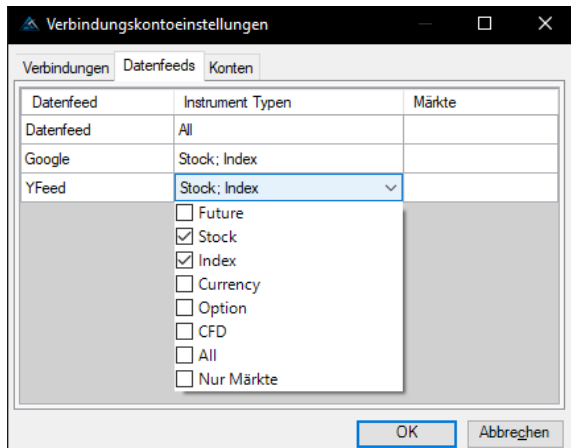 Verbindungskontoeinstellungen
Verbindungen Datenfeeds Konten
Datenfeed Instrument Typen Märkte
Datenfeed All
Google Stock; Index
YFeed Stock; Index
Future
Stock
Index
Currency
Option
CFD
All
Nur Märkte
OK Abbrechen